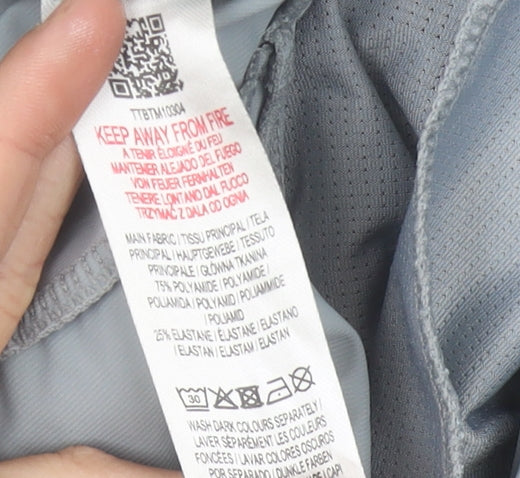 TTBTM10304
KEEP AWAY FROM FIRE
A TENIR ÉLOIGNÉ DU FEU
MANTENER ALEJADO DEL FUEGO
VON FEUER FERNHALTEN
TENERE LONTANO DAL FUOCO
TRZYMAĆ Z DALA OD OGNIA
MAIN FABRIC / TISSU PRINCIPAL / TELA
PRINCIPAL / HAUPTGEWEBE / TESSUTO
PRINCIPALE / GŁÓWNA TKANINA
75% POLYAMIDE / POLYAMIDE /
POLIAMIDA / POLYAMID / POLIAMMIDE
/ POLIAMID
25% ELASTANE / ÉLASTANE / ELASTANO
/ ELASTAN / ELASTAN / ELASTAN
30
WASH DARK COLOURS SEPARATELY /
LAVER SÉPARÉMENT LES COULEURS
FONCÉES / LAVAR COLORES OSCUROS
POR SEPARADO / DUNKLE FARBEN